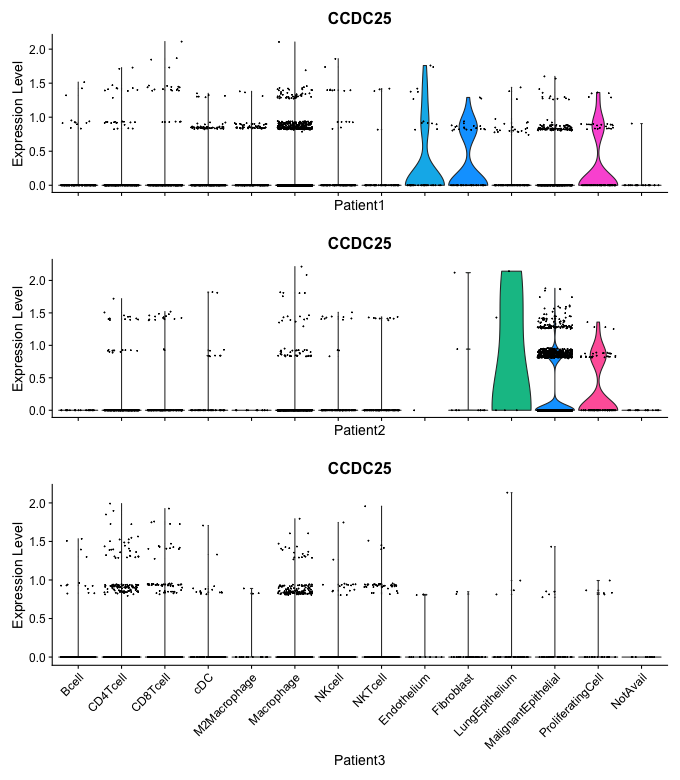 CCDC25
Expression Level
2.0
1.5
1.0
0.5
0.0
Patient1
CCDC25
Expression Level
2.0
1.5
1.0
0.5
0.0
Patient2
CCDC25
Expression Level
2.0
1.5
1.0
0.5
0.0
Bcell
CD4Tcell
CD8Tcell
cDC
M2Macrophage
Macrophage
NKcell
NKTcell
Endothelium
Fibroblast
LungEpithelium
MalignantEpithelial
ProliferatingCell
NotAvail
Patient3